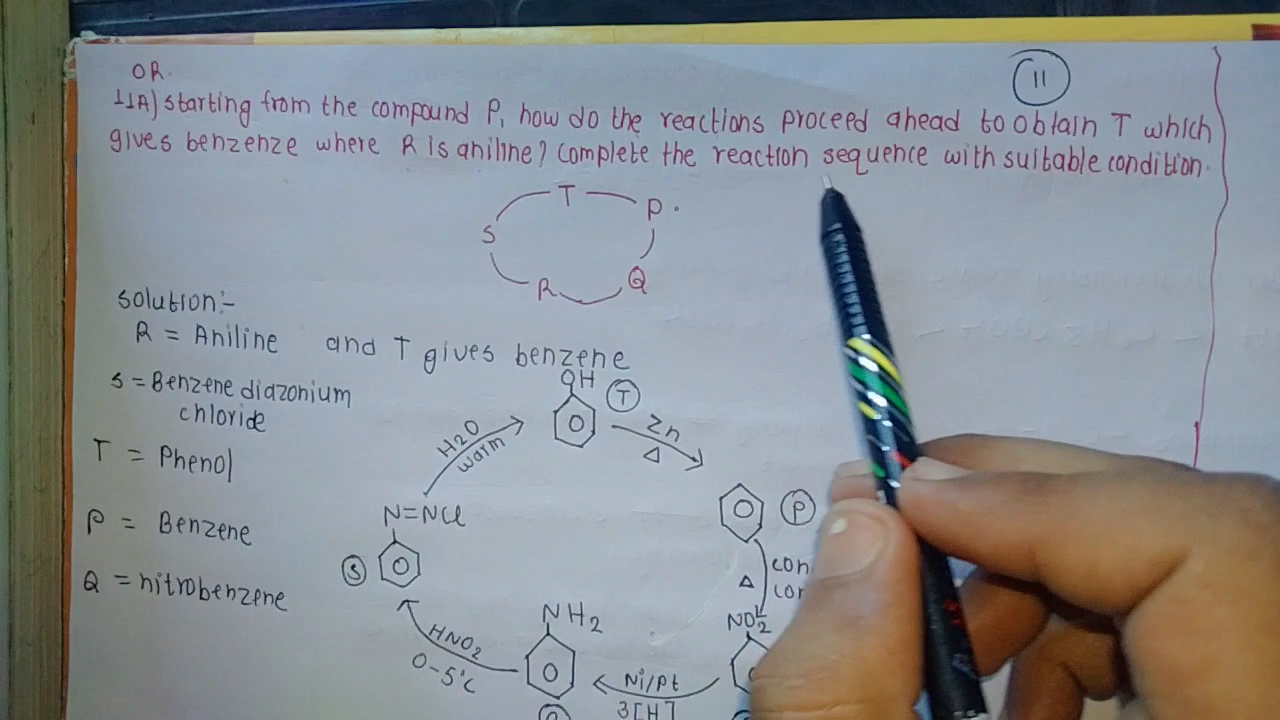 OR.
11
11A) starting from the compound P, how do the reactions proceed ahead to obtain T which
gives benzenze where R is aniline? Complete the reaction sequence with suitable condition.
T
P.
S
Q
R
solution:-
R = Aniline and T gives benzene
S = Benzene diazonium
chloride
T = Phenol
P = Benzene
Q = nitrobenzene
OH
T
H2O
warm
Zn
Δ
N=NCl
S
P
Δ
NO2
HNO2
0-5°C
NH2
Ni/Pt
3[H]